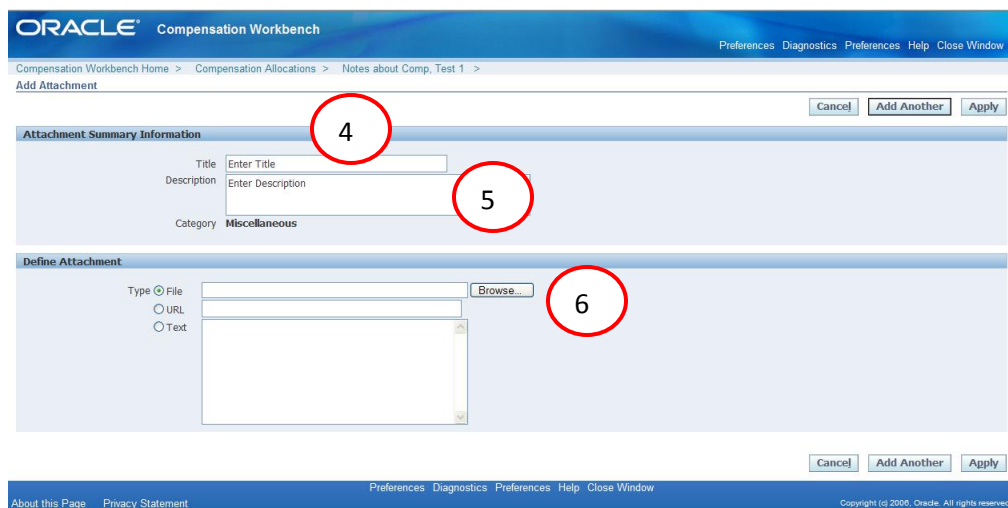 ORACLE® Compensation Workbench
Preferences Diagnostics Preferences Help Close Window
Compensation Workbench Home > Compensation Allocations > Notes about Comp, Test 1 >
Add Attachment
Cancel Add Another Apply
Attachment Summary Information
4
Title Enter Title
Description Enter Description
5
Category Miscellaneous
Define Attachment
Type File Browse...
6
URL
Text
Cancel Add Another Apply
Preferences Diagnostics Preferences Help Close Window
About this Page Privacy Statement Copyright (c) 2006, Oracle. All rights reserved